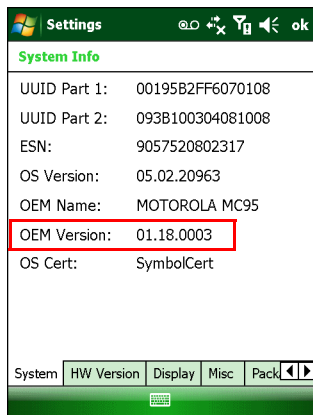 Settings ok
System Info
UUID Part 1: 00195B2FF6070108
UUID Part 2: 093B100304081008
ESN: 9057520802317
OS Version: 05.02.20963
OEM Name: MOTOROLA MC95
OEM Version: 01.18.0003
OS Cert: SymbolCert
System HW Version Display Misc Pack